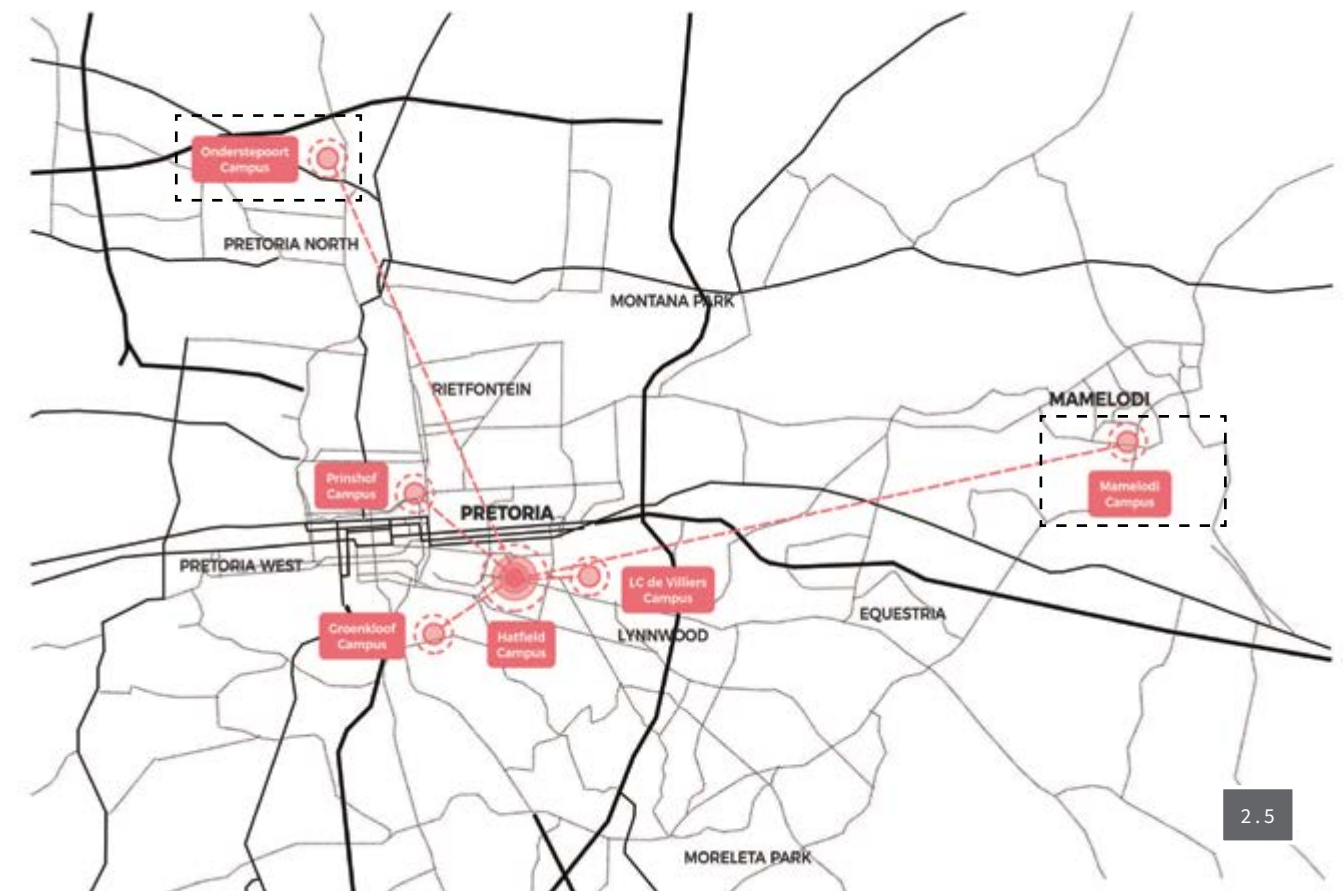 Onderstepoort
Campus
PRETORIA NORTH
MONTANA PARK
RIETFONTEIN
MAMELODI
Prinshof
Campus
Mamelodi
Campus
PRETORIA
PRETORIA WEST
LC de Villiers
Campus
EQUESTRIA
Groenkloof
Campus
Hatfield
Campus
LYNNWOOD
2.5
MORELETA PARK